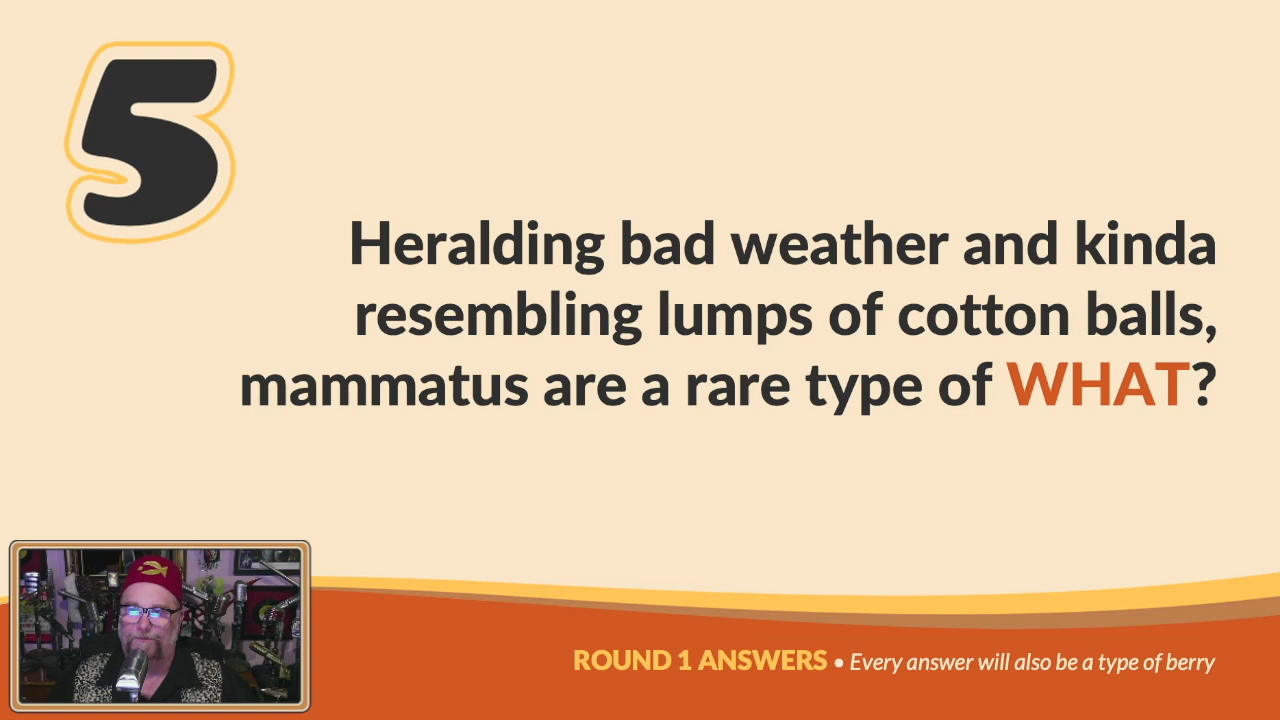 5
Heralding bad weather and kinda
resembling lumps of cotton balls,
mammatus are a rare type of WHAT?
ROUND 1 ANSWERS • Every answer will also be a type of berry